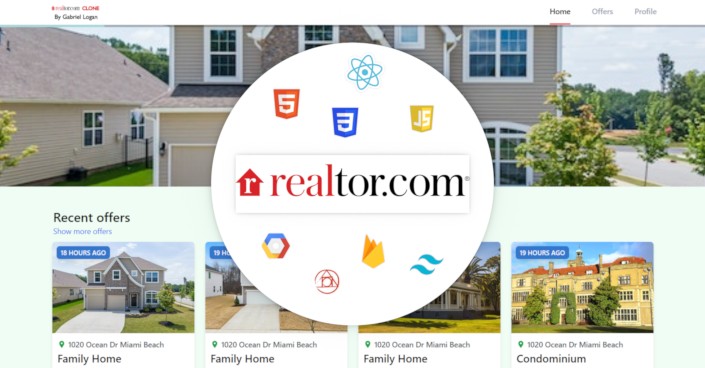 realtor.com CLONE
By Gabriel Logan
Home Offers Profile
5
3
JS
r realtor.com®
Recent offers
Show more offers
18 HOURS AGO
19 HO
19 HOURS AGO
1020 Ocean Dr Miami Beach
1020 Ocean Dr Miami Beach
1020 Ocean Dr Miami Beach
1020 Ocean Dr Miami Beach
Family Home
Family Home
Family Home
Condominium